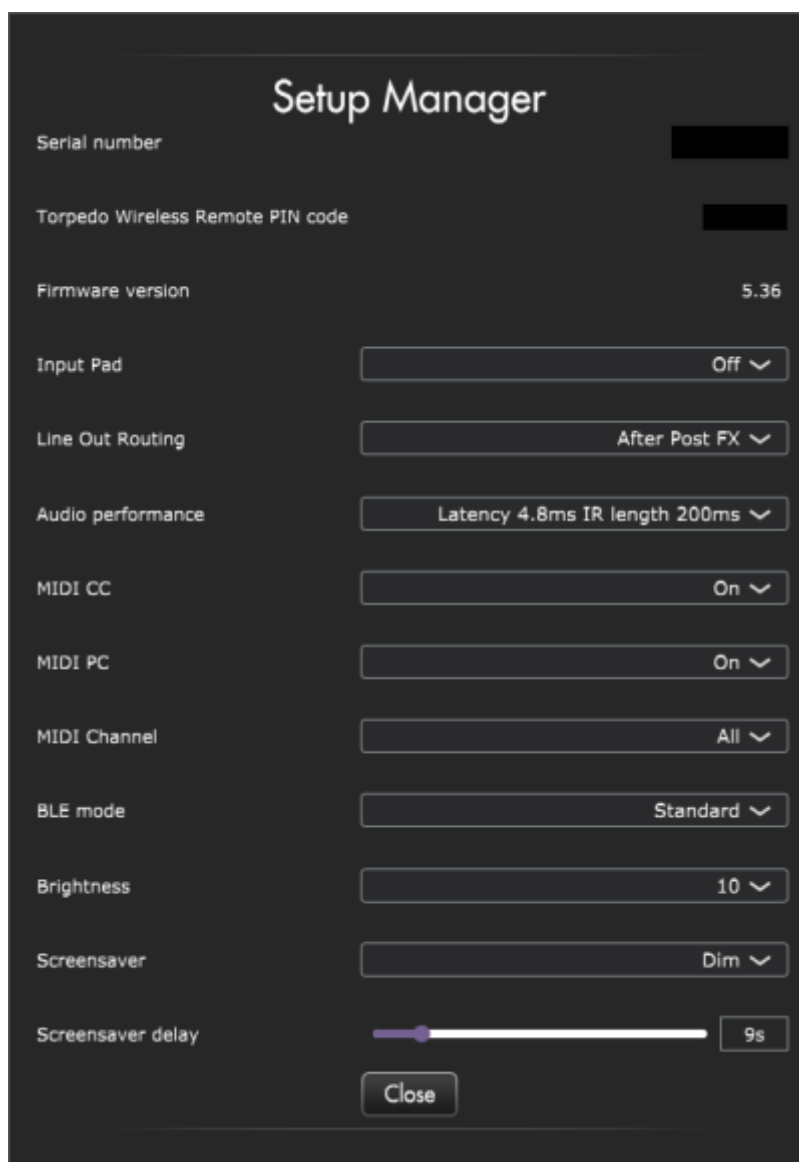 Setup Manager
Serial number
Torpedo Wireless Remote PIN code
Firmware version 5.36
Input Pad Off
Line Out Routing After Post FX
Audio performance Latency 4.8ms IR length 200ms
MIDI CC On
MIDI PC On
MIDI Channel All
BLE mode Standard
Brightness 10
Screensaver Dim
Screensaver delay 9s
Close